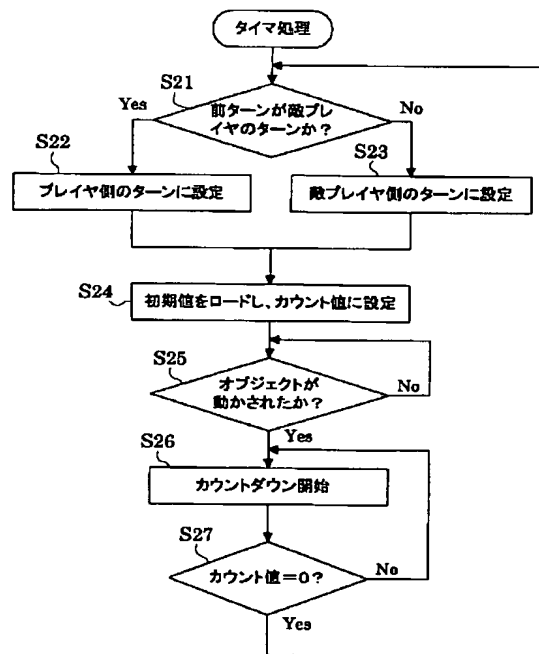 タイマ処理
S21
前ターンが敵プレ
イヤのターンか？
Yes
No
S22
プレイヤ側のターンに設定
S23
敵プレイヤ側のターンに設定
S24
初期値をロードし、カウント値に設定
S25
オブジェクトが
動かされたか？
No
Yes
S26
カウントダウン開始
S27
カウント値＝０？
No
Yes